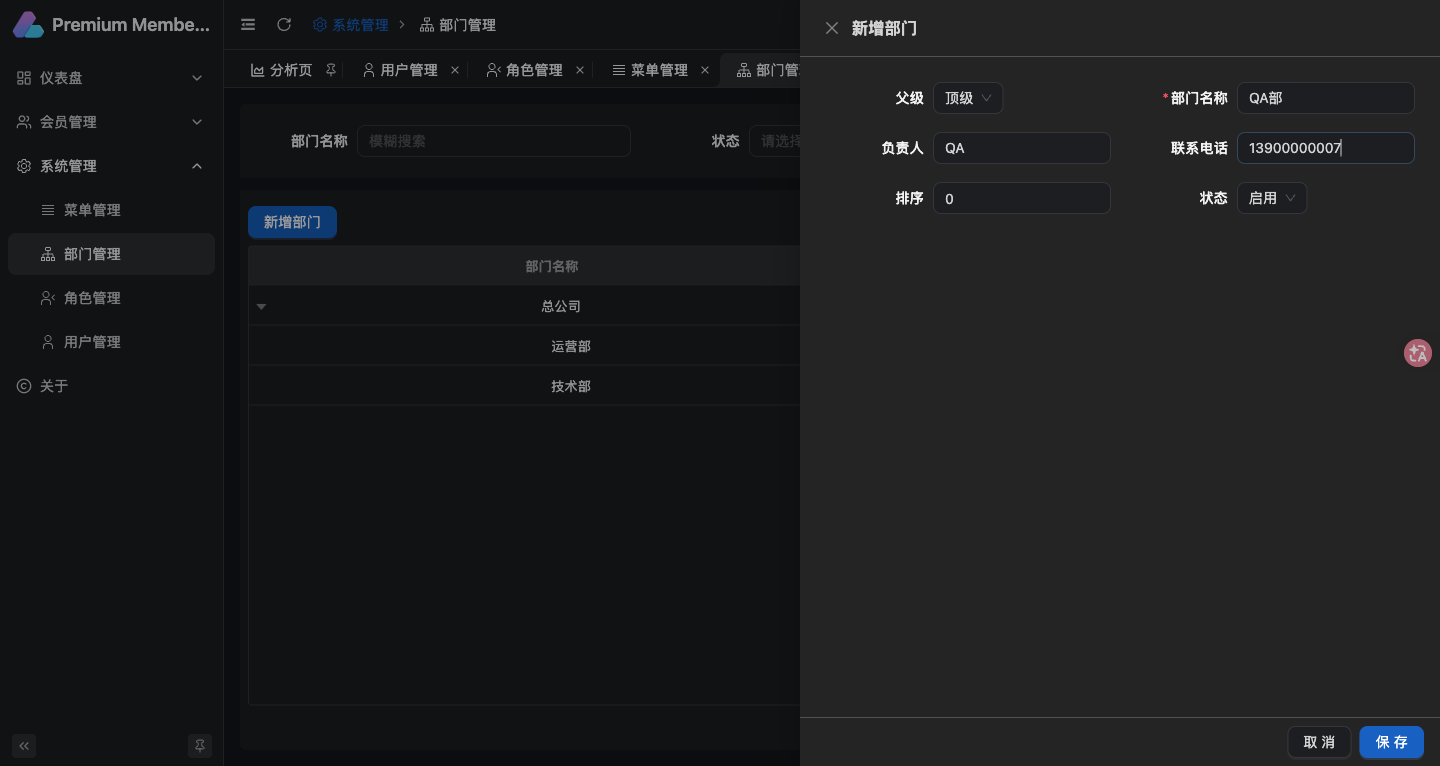 Premium Membe...
系统管理
部门管理
新增部门
仪表盘
会员管理
系统管理
菜单管理
部门管理
角色管理
用户管理
关于
分析页
用户管理
角色管理
菜单管理
部门管
部门名称
模糊搜索
状态
请选择
新增部门
部门名称
总公司
运营部
技术部
父级
顶级
*部门名称
QA部
负责人
QA
联系电话
13900000007
排序
0
状态
启用
取 消
保 存